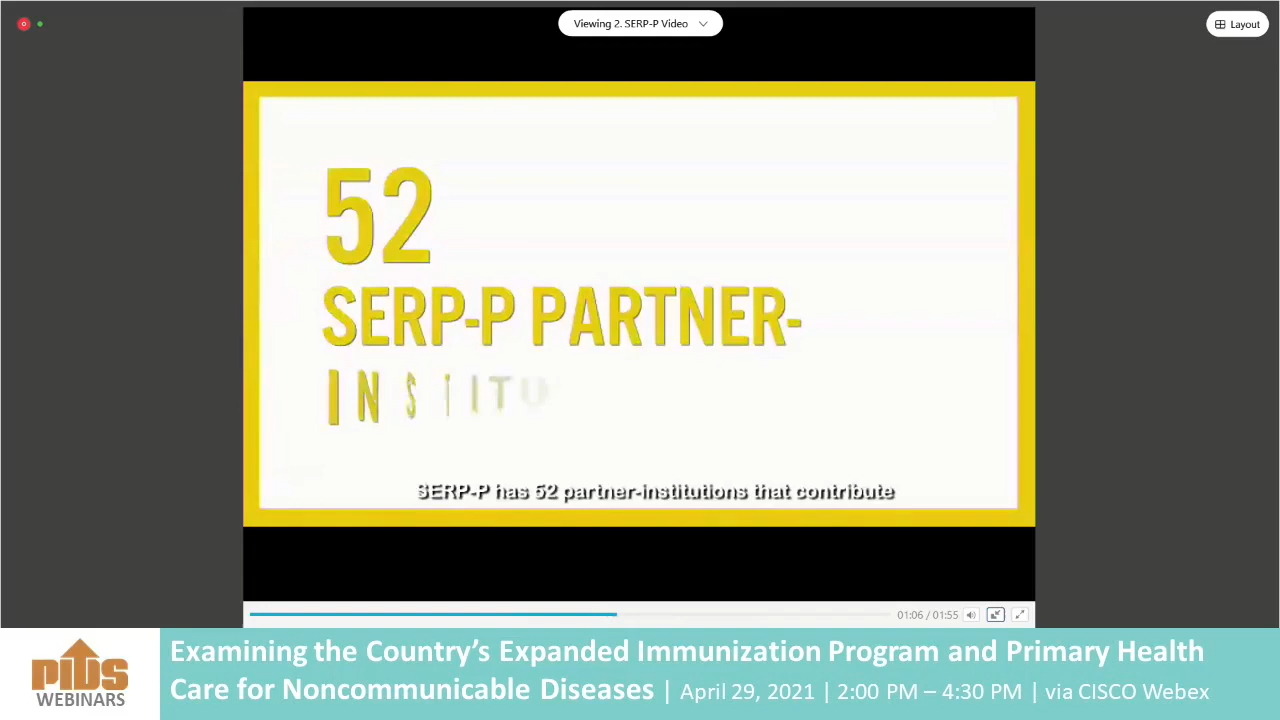 Viewing 2. SERP-P Video
Layout
52
SERP-P PARTNER-
INSTITU
SERP-P has 52 partner-institutions that contribute
01:06 / 01:55
PIDS
WEBINARS
Examining the Country's Expanded Immunization Program and Primary Health
Care for Noncommunicable Diseases | April 29, 2021 | 2:00 PM – 4:30 PM | via CISCO Webex